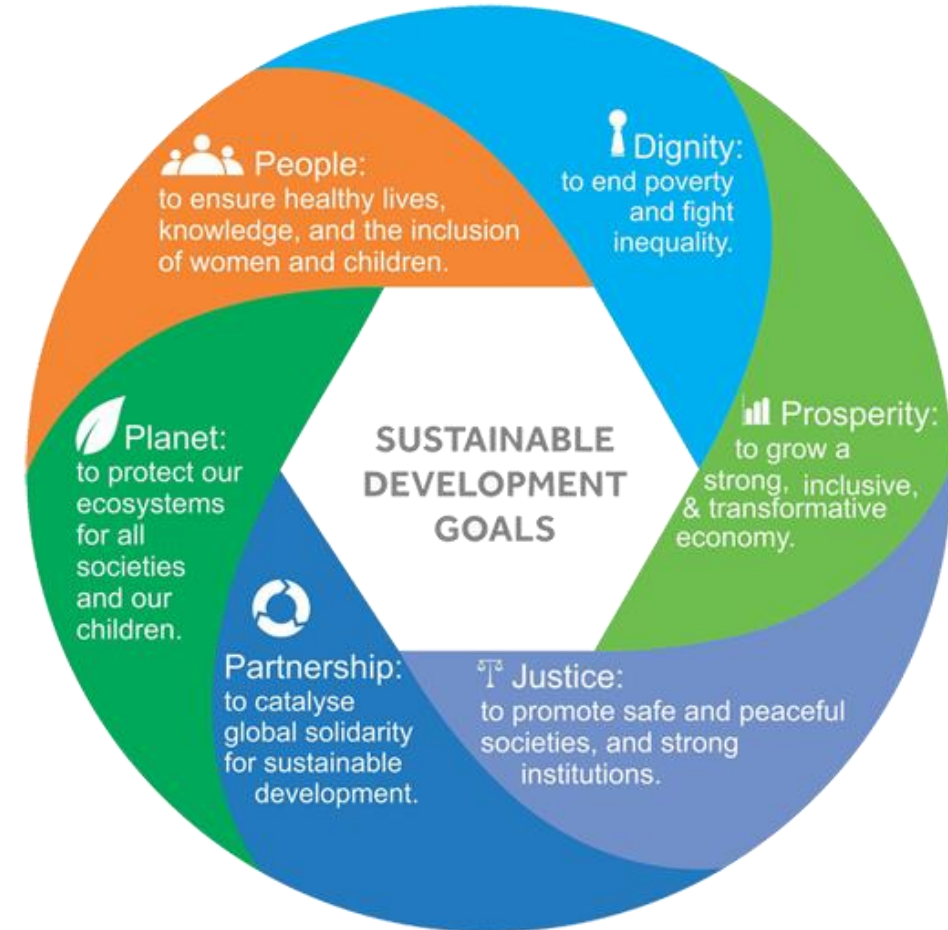 People:
to ensure healthy lives,
knowledge, and the inclusion
of women and children.
Dignity:
to end poverty
and fight
inequality.
Prosperity:
to grow a
strong, inclusive,
& transformative
economy.
Justice:
to promote safe and peaceful
societies, and strong
institutions.
Partnership:
to catalyse
global solidarity
for sustainable
development.
Planet:
to protect our
ecosystems
for all
societies
and our
children.
SUSTAINABLE
DEVELOPMENT
GOALS